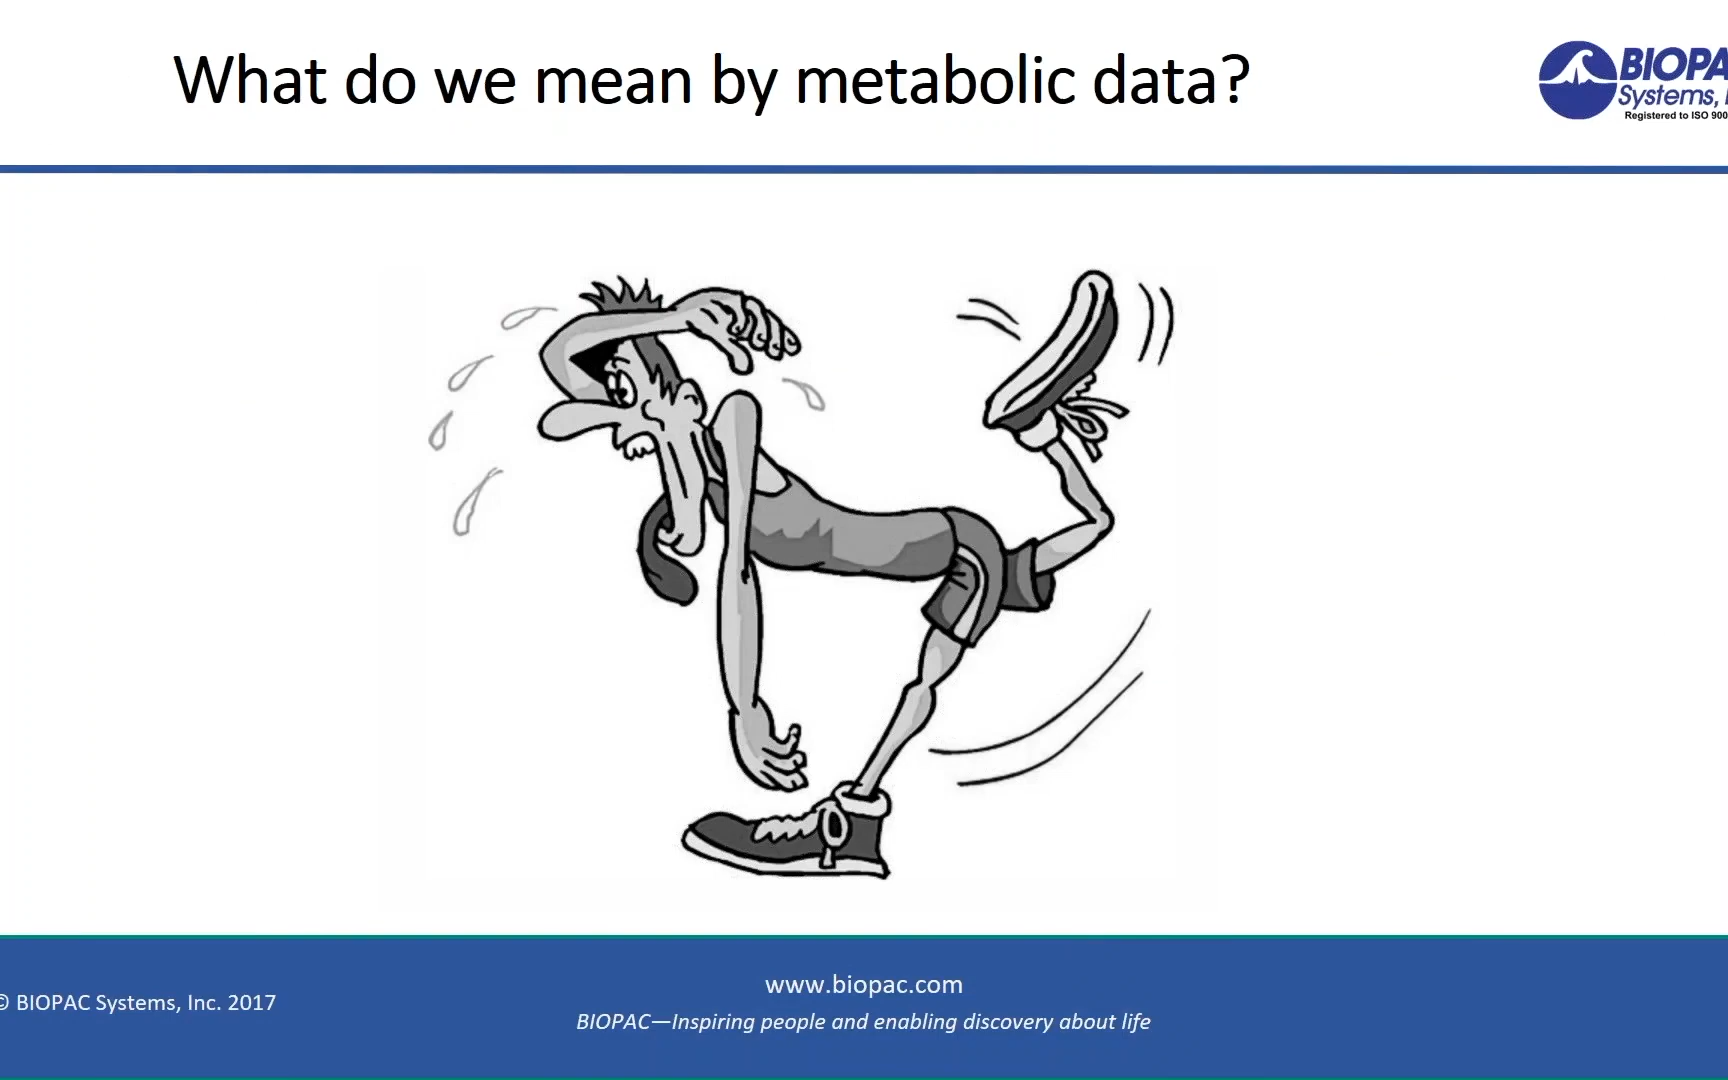 What do we mean by metabolic data?
BIOPA
Systems, I
Registered to ISO 900
www.biopac.com
© BIOPAC Systems, Inc. 2017
BIOPAC—Inspiring people and enabling discovery about life